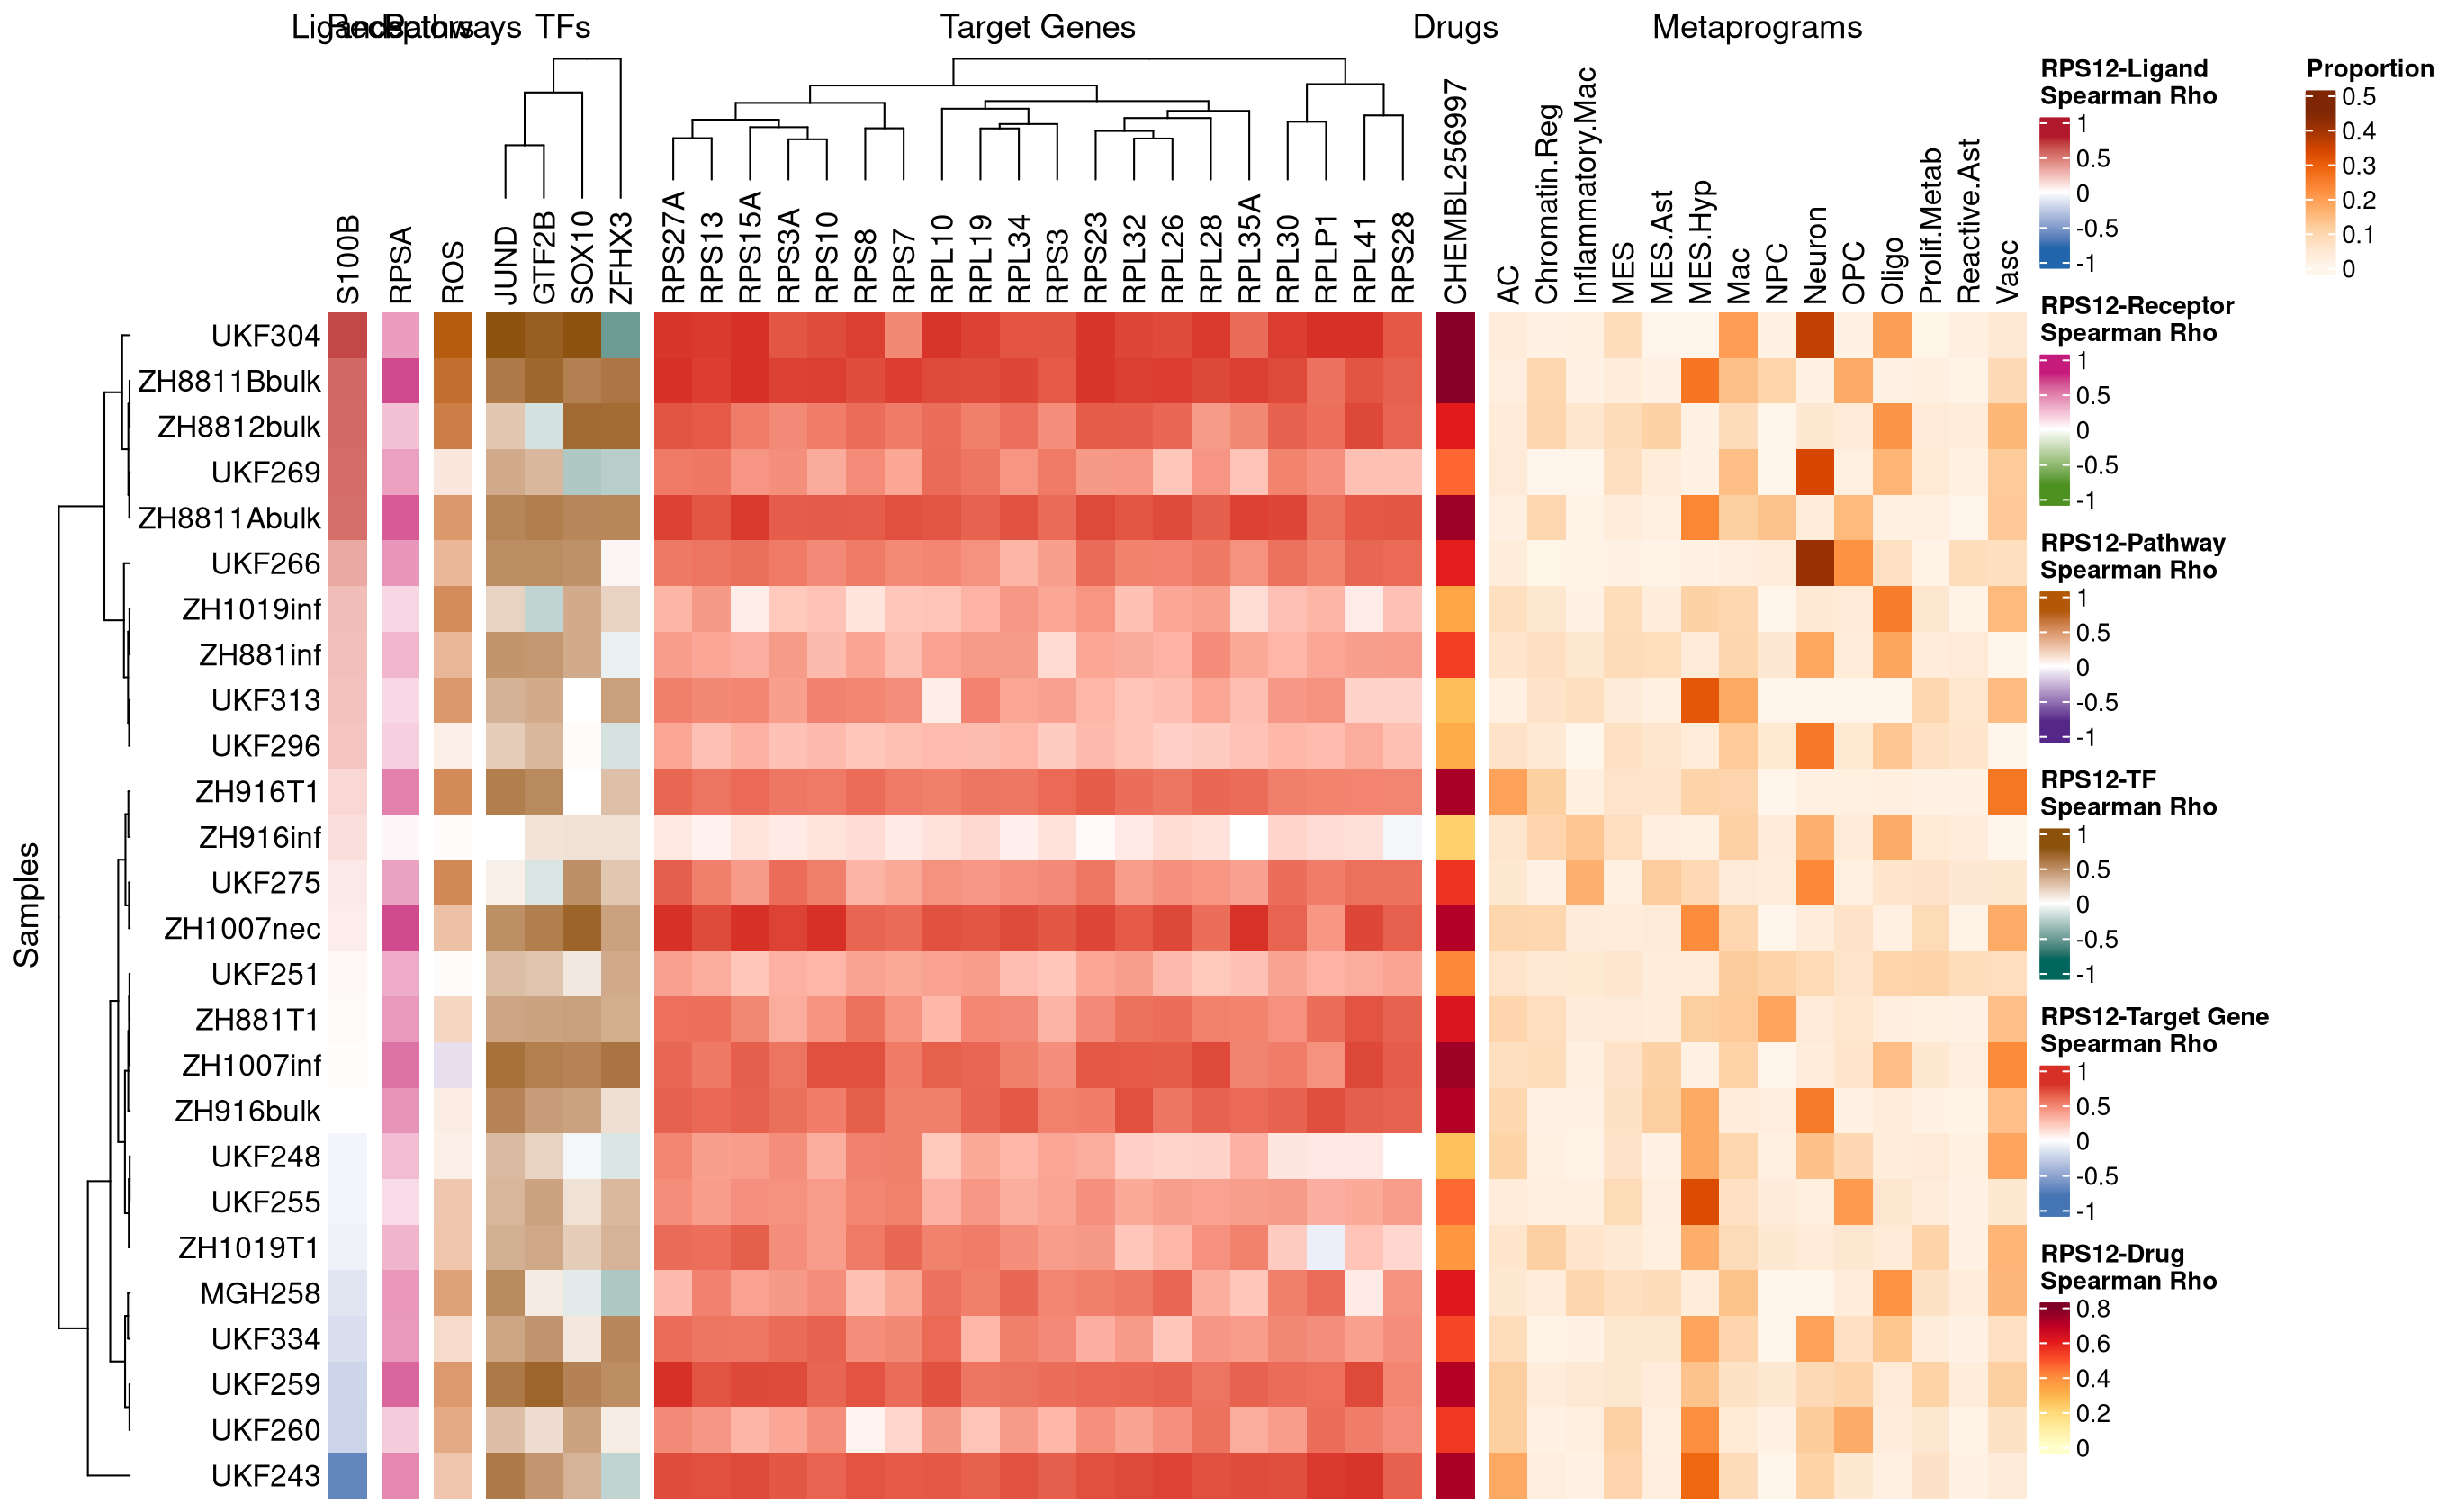 Ligands Receptors Pathways TFs Target Genes Drugs Metaprograms
S100B RPSA ROS JUND GTF2B SOX10 ZFHX3 RPS27A RPS13 RPS15A RPS3A RPS10 RPS8 RPS7 RPL10 RPL19 RPL34 RPS3 RPS23 RPL32 RPL26 RPL28 RPL35A RPL30 RPLP1 RPL41 RPS28 CHEMBL256997 AC Chromatin.Reg Inflammatory.Mac MES MES.Ast MES.Hyp Mac NPC Neuron OPC Oligo Prolif.Metab Reactive.Ast Vasc
Samples
UKF304
ZH8811Bbulk
ZH8812bulk
UKF269
ZH8811Abulk
UKF266
ZH1019inf
ZH881inf
UKF313
UKF296
ZH916T1
ZH916inf
UKF275
ZH1007nec
UKF251
ZH881T1
ZH1007inf
ZH916bulk
UKF248
UKF255
ZH1019T1
MGH258
UKF334
UKF259
UKF260
UKF243
RPS12-Ligand
Spearman Rho
1
0.5
0
-0.5
-1
RPS12-Receptor
Spearman Rho
1
0.5
0
-0.5
-1
RPS12-Pathway
Spearman Rho
1
0.5
0
-0.5
-1
RPS12-TF
Spearman Rho
1
0.5
0
-0.5
-1
RPS12-Target Gene
Spearman Rho
1
0.5
0
-0.5
-1
RPS12-Drug
Spearman Rho
0.8
0.6
0.4
0.2
0
Proportion
0.5
0.4
0.3
0.2
0.1
0